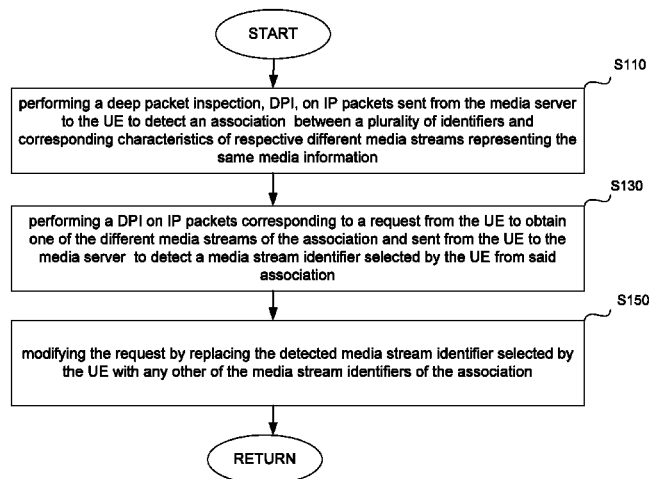 START
S110
performing a deep packet inspection, DPI, on IP packets sent from the media server
to the UE to detect an association between a plurality of identifiers and
corresponding characteristics of respective different media streams representing the
same media information
S130
performing a DPI on IP packets corresponding to a request from the UE to obtain
one of the different media streams of the association and sent from the UE to the
media server to detect a media stream identifier selected by the UE from said
association
S150
modifying the request by replacing the detected media stream identifier selected by
the UE with any other of the media stream identifiers of the association
RETURN